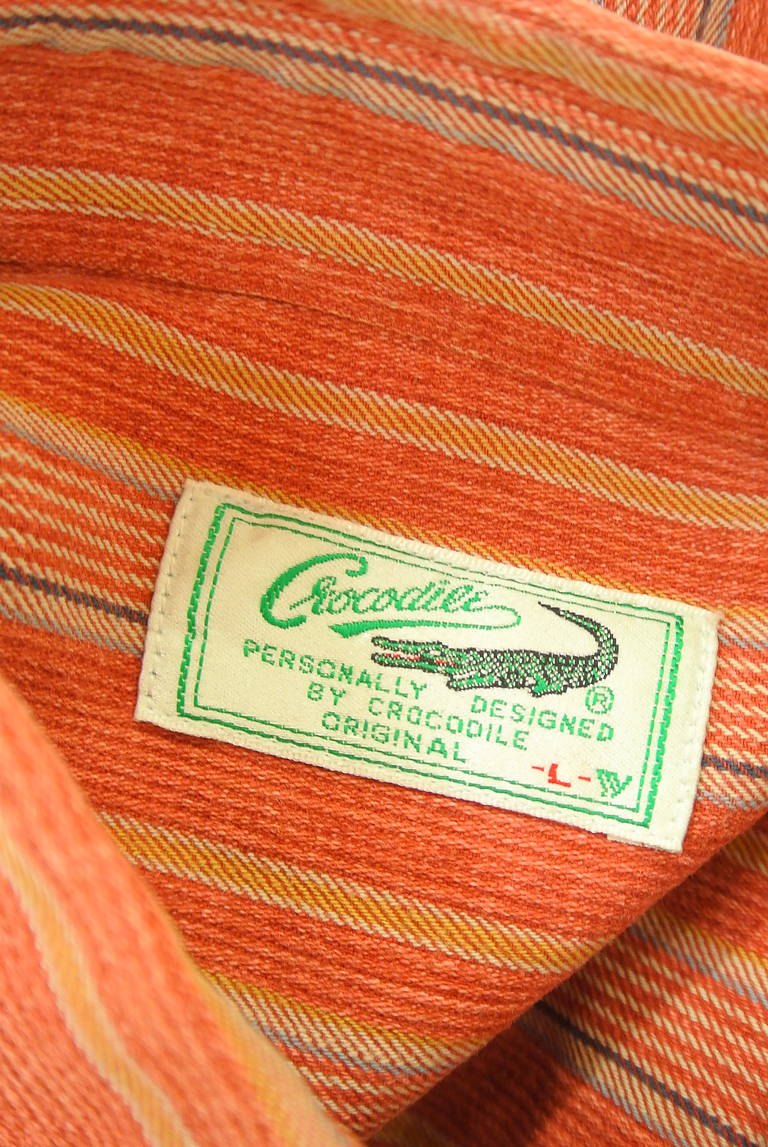 Crocodile
®
PERSONALLY DESIGNED
BY CROCODILE
ORIGINAL
-L-